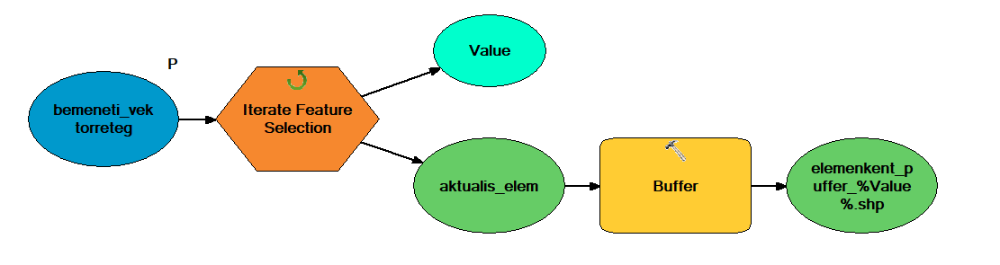 Value
P
bemeneti_vek
torreteg
Iterate Feature
Selection
aktualis_elem
Buffer
elemenkent_p
uffer_%Value
%.shp